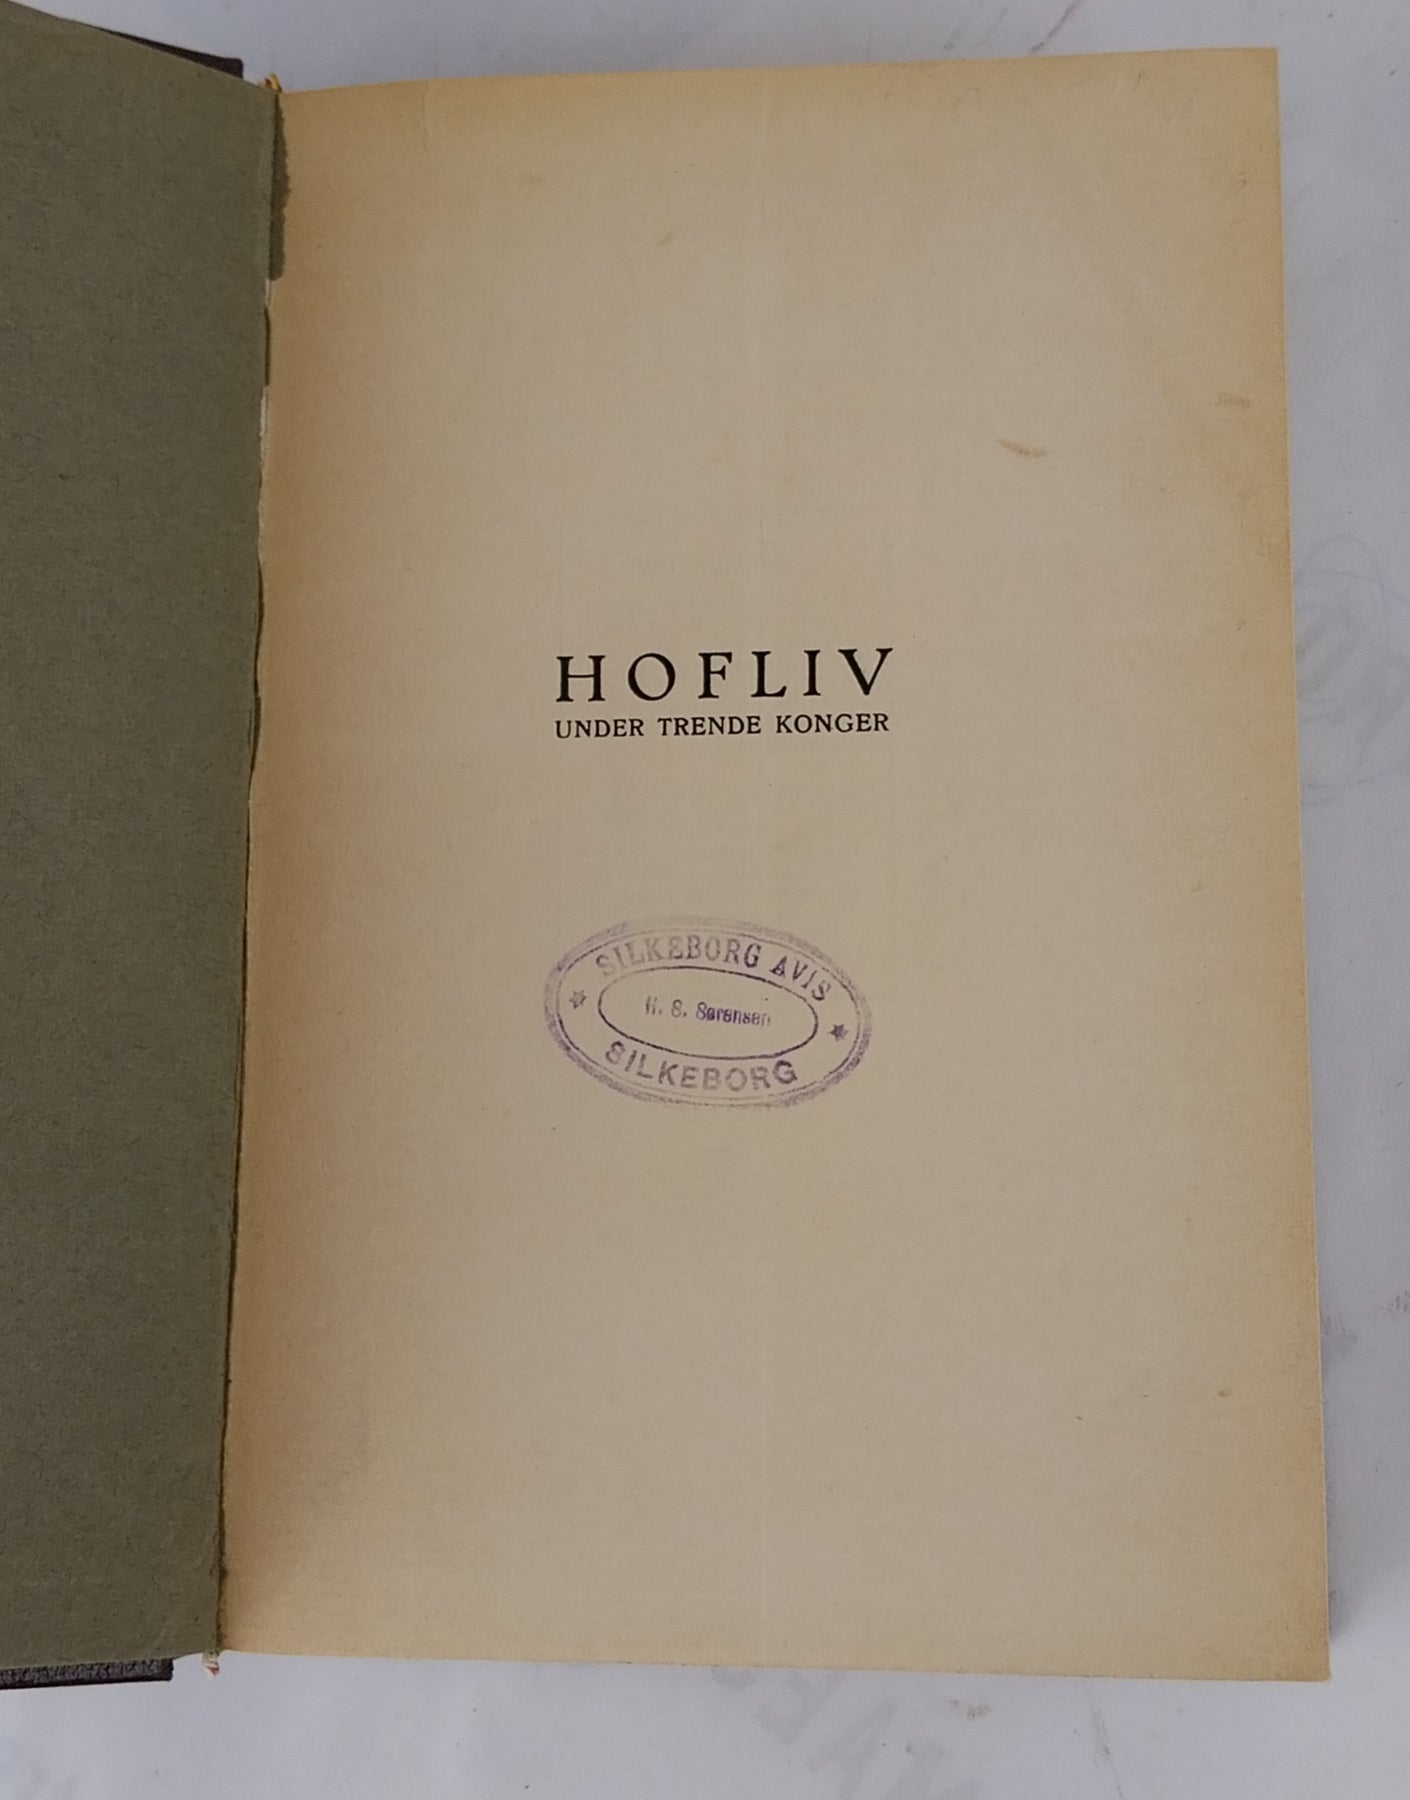 HOFLIV
UNDER TRENDE KONGER
SILKEBORG AVIS
H. S. Sørensen
SILKEBORG